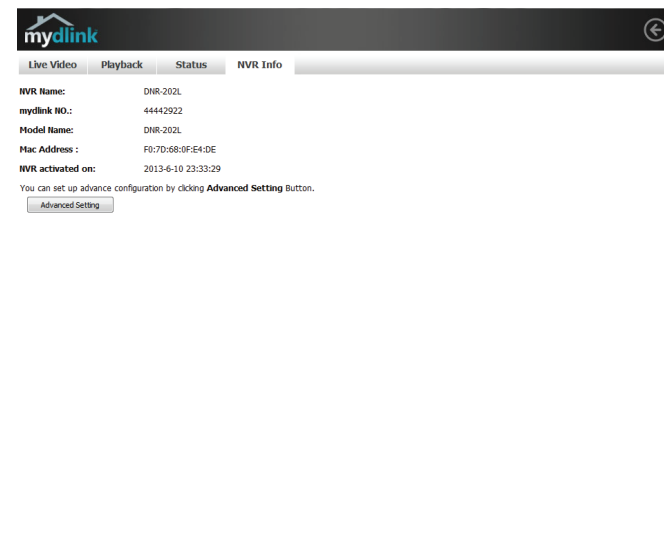 mydlink
Live Video Playback Status NVR Info
NVR Name: DNR-202L
mydlink NO.: 44442922
Model Name: DNR-202L
Mac Address : F0:7D:68:0F:E4:DE
NVR activated on: 2013-6-10 23:33:29
You can set up advance configuration by clicking Advanced Setting Button.
Advanced Setting